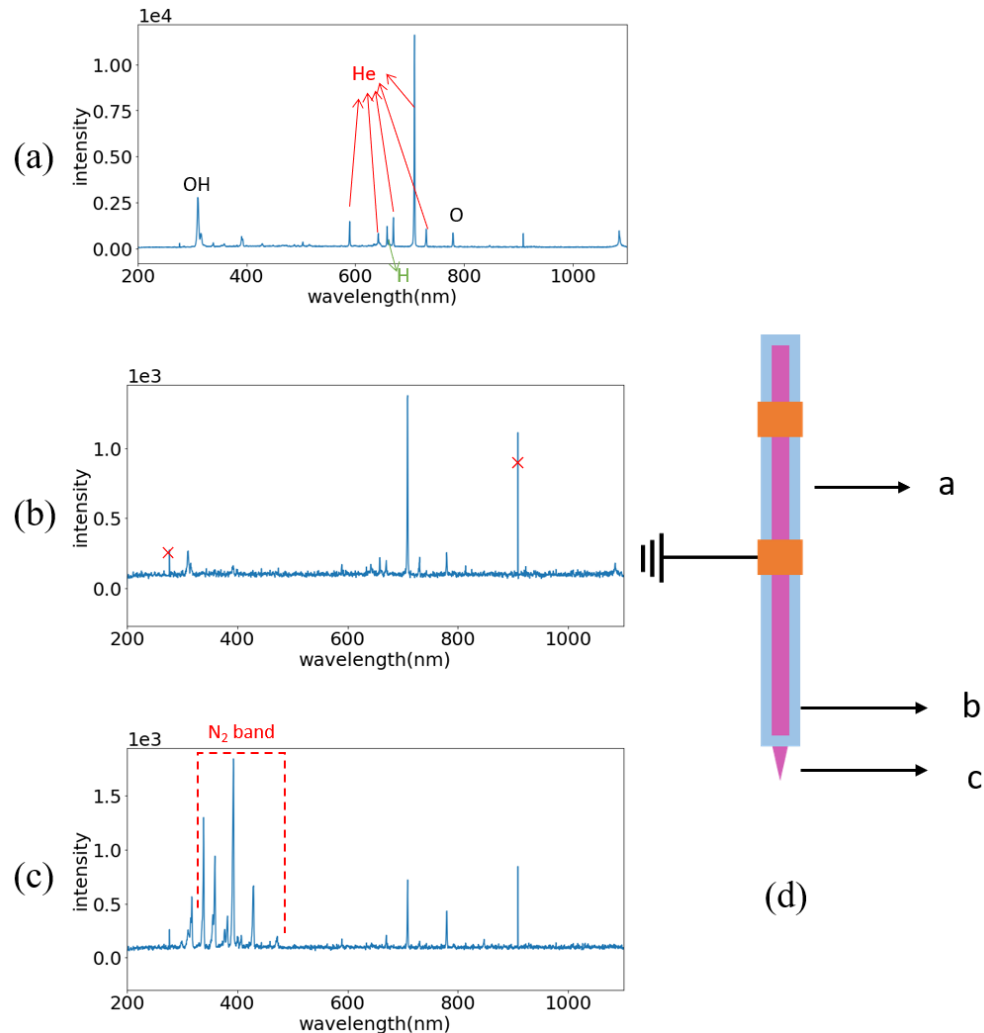 1e4
1.00
0.75
0.50
0.25
0.00
intensity
He
OH
O
H
200 400 600 800 1000
wavelength(nm)
(a)
1e3
1.0
0.5
0.0
intensity
200 400 600 800 1000
wavelength(nm)
(b)
N₂ band
1e3
1.5
1.0
0.5
0.0
intensity
200 400 600 800 1000
wavelength(nm)
(c)
a
b
c
(d)